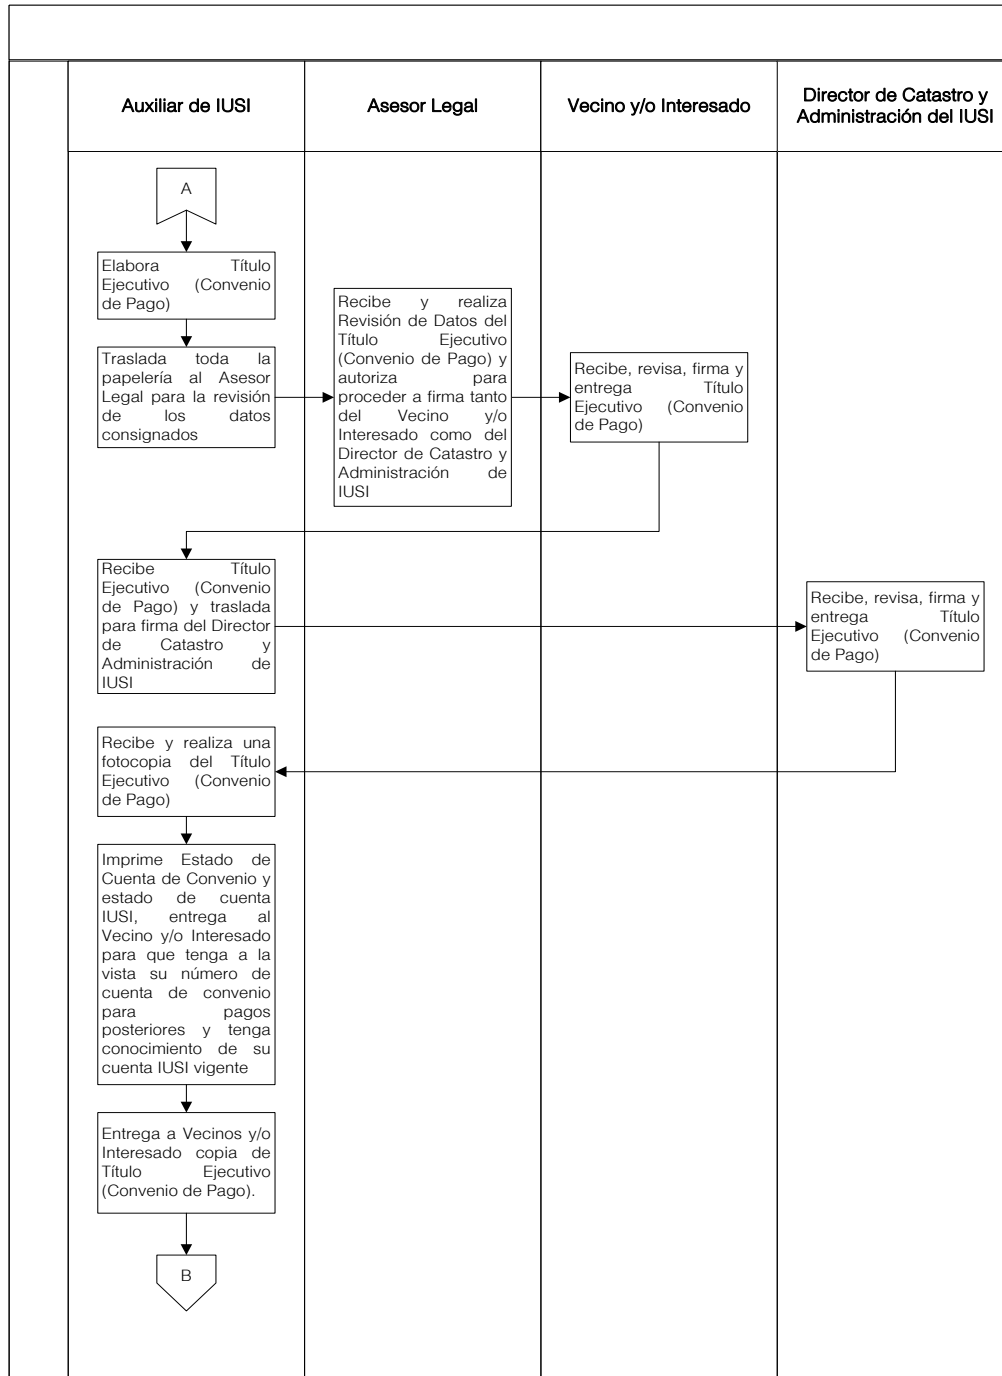 Auxiliar de IUSI
Asesor Legal
Vecino y/o Interesado
Director de Catastro y
Administración del IUSI
A
Elabora Título
Ejecutivo (Convenio
de Pago)
Traslada toda la
papelería al Asesor
Legal para la revisión
de los datos
consignados
Recibe y realiza
Revisión de Datos del
Título Ejecutivo
(Convenio de Pago) y
autoriza para
proceder a firma tanto
del Vecino y/o
Interesado como del
Director de Catastro y
Administración de
IUSI
Recibe, revisa, firma y
entrega Título
Ejecutivo (Convenio
de Pago)
Recibe Título
Ejecutivo (Convenio
de Pago) y traslada
para firma del Director
de Catastro y
Administración de
IUSI
Recibe, revisa, firma y
entrega Título
Ejecutivo (Convenio
de Pago)
Recibe y realiza una
fotocopia del Título
Ejecutivo (Convenio
de Pago)
Imprime Estado de
Cuenta de Convenio y
estado de cuenta
IUSI, entrega al
Vecino y/o Interesado
para que tenga a la
vista su número de
cuenta de convenio
para pagos
posteriores y tenga
conocimiento de su
cuenta IUSI vigente
Entrega a Vecinos y/o
Interesado copia de
Título Ejecutivo
(Convenio de Pago).
B